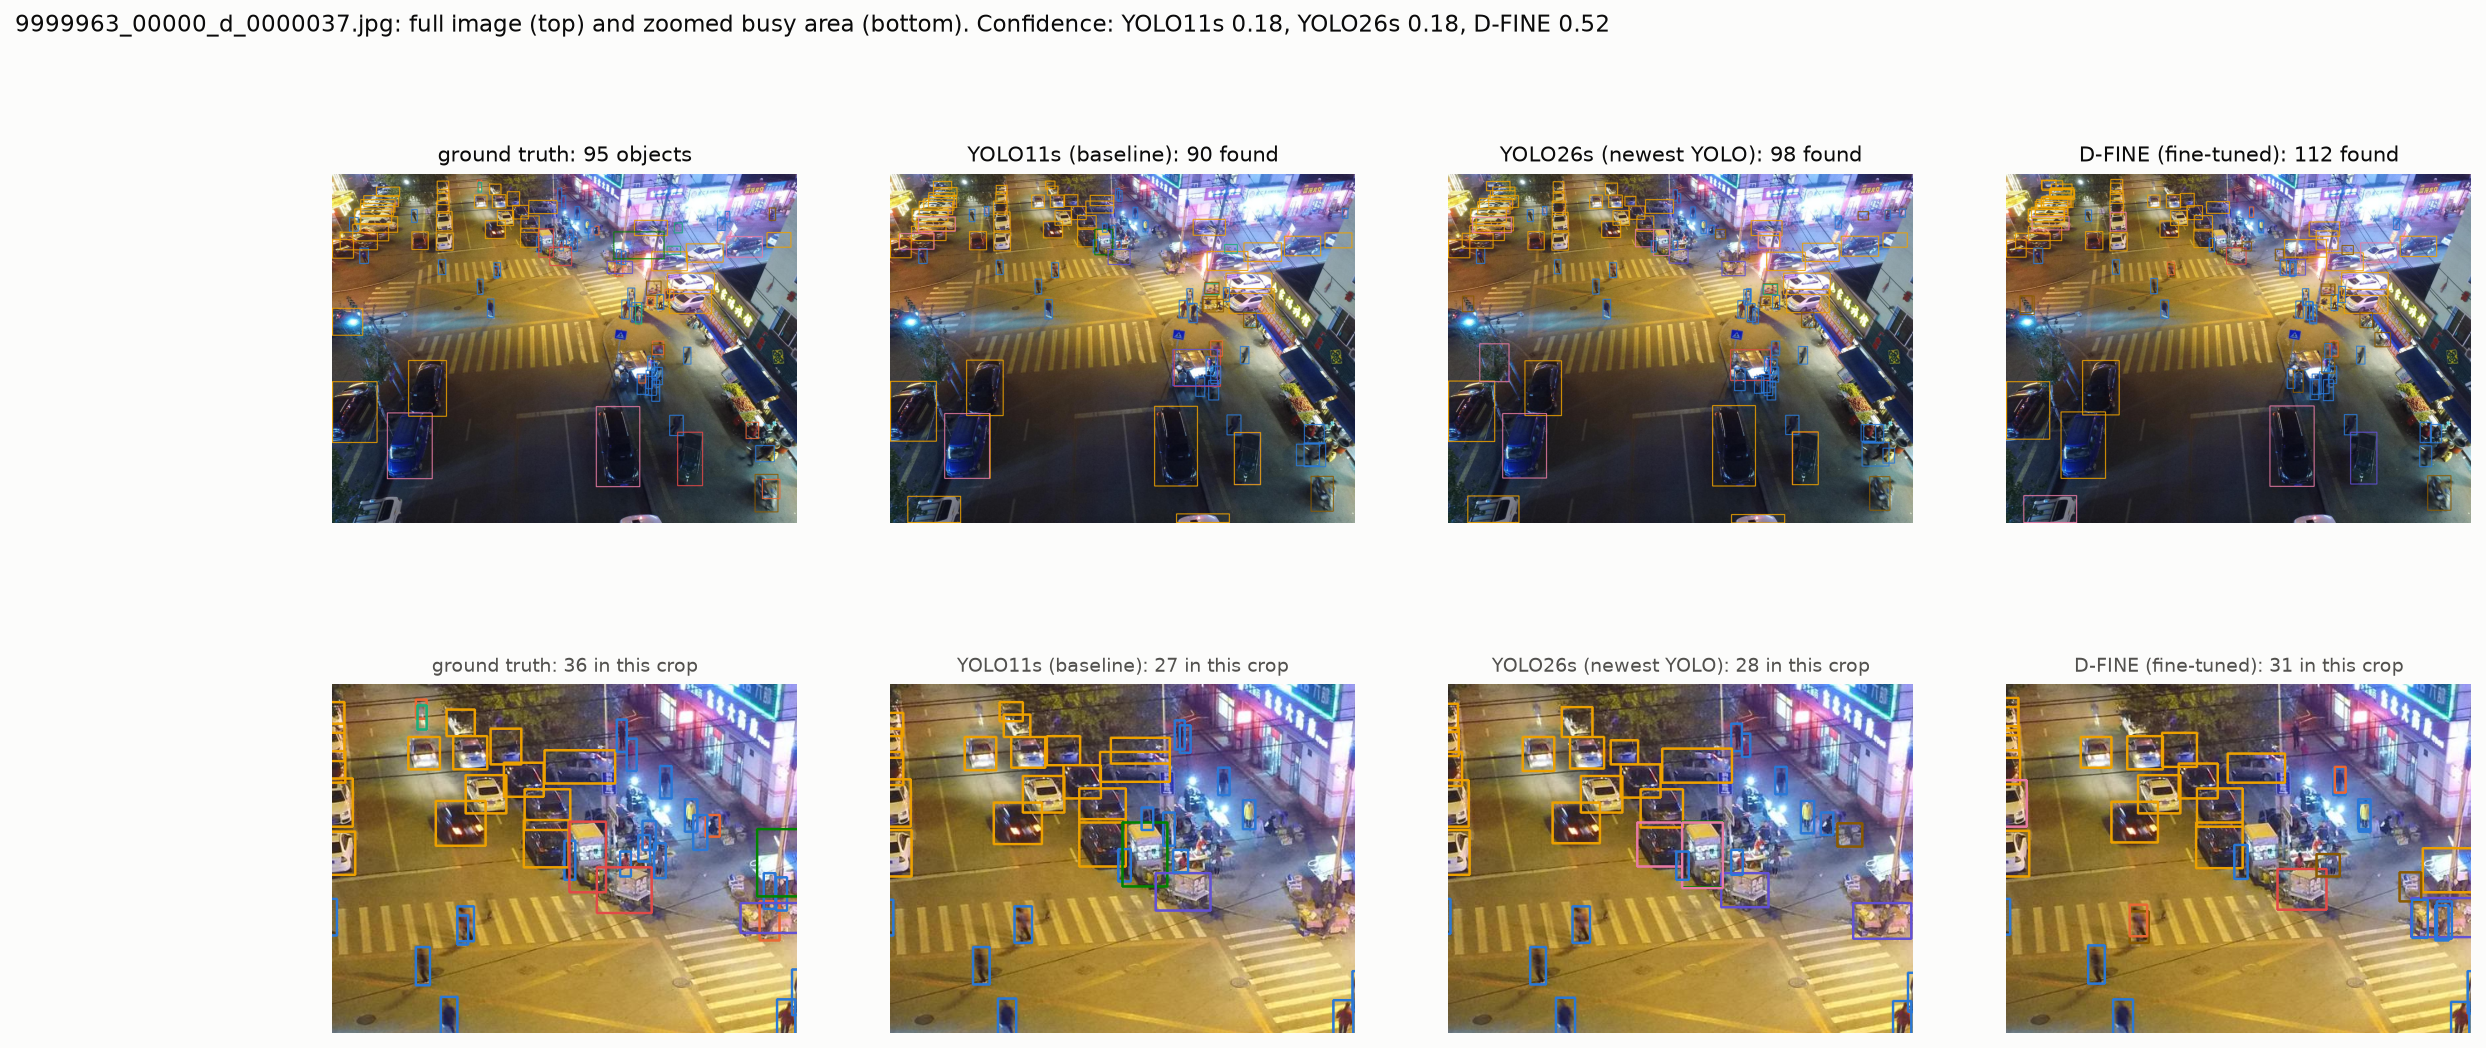 9999963_00000_d_0000037.jpg: full image (top) and zoomed busy area (bottom). Confidence: YOLO11s 0.18, YOLO26s 0.18, D-FINE 0.52
ground truth: 95 objects
YOLO11s (baseline): 90 found
YOLO26s (newest YOLO): 98 found
D-FINE (fine-tuned): 112 found
ground truth: 36 in this crop
YOLO11s (baseline): 27 in this crop
YOLO26s (newest YOLO): 28 in this crop
D-FINE (fine-tuned): 31 in this crop